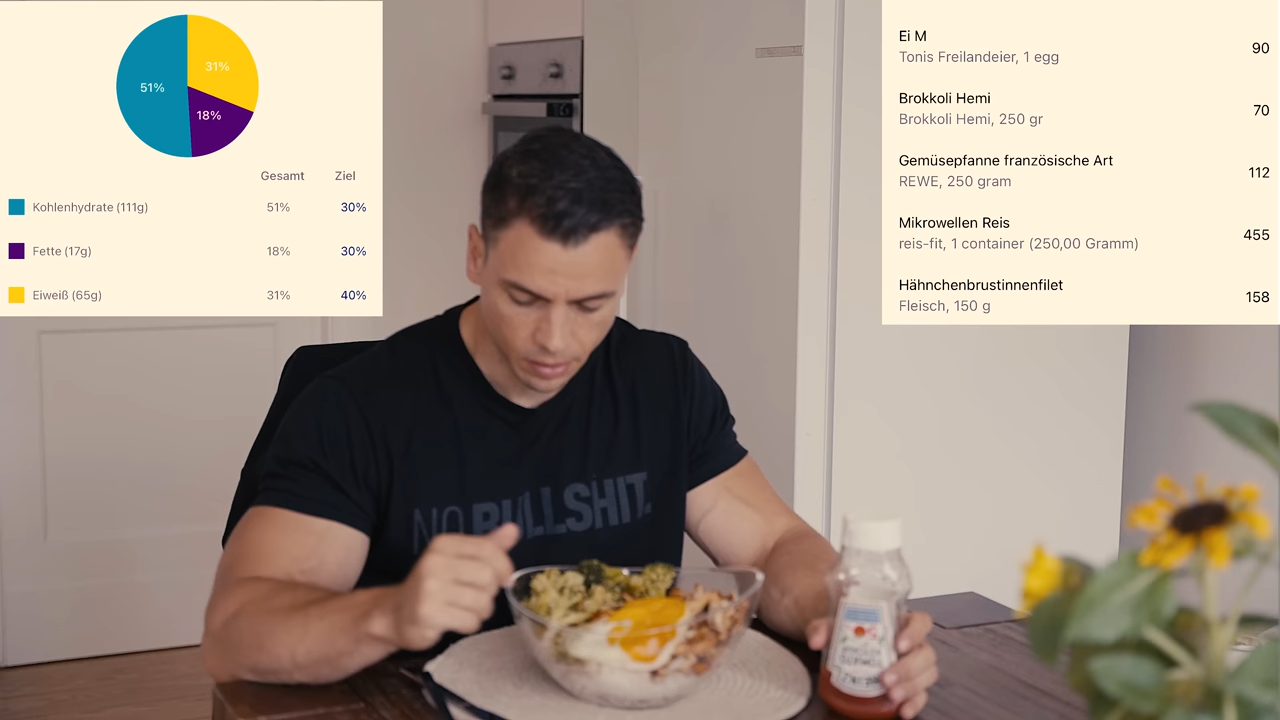 31%
51%
18%
Gesamt Ziel
Kohlenhydrate (111g) 51% 30%
Fette (17g) 18% 30%
Eiweiß (65g) 31% 40%
Ei M 90
Tonis Freilandeier, 1 egg
Brokkoli Hemi 70
Brokkoli Hemi, 250 gr
Gemüsepfanne französische Art 112
REWE, 250 gram
Mikrowellen Reis 455
reis-fit, 1 container (250,00 Gramm)
Hähnchenbrustinnenfilet 158
Fleisch, 150 g
NO BULLSHIT.